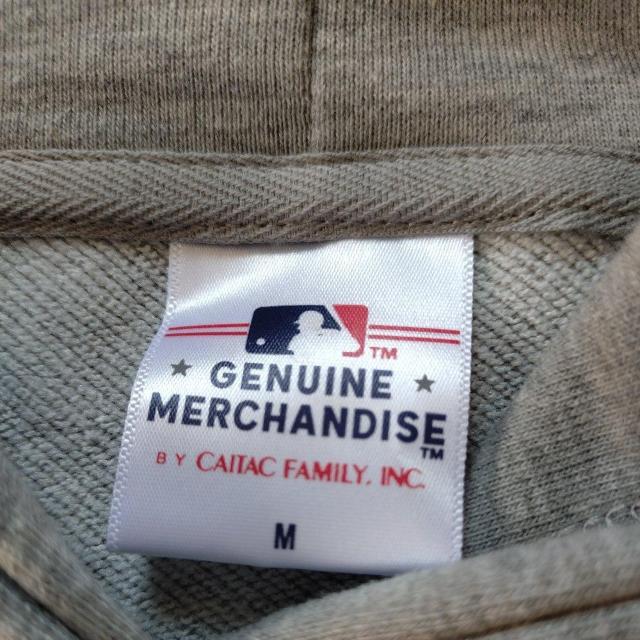 TM
GENUINE
MERCHANDISE
TM
BY CAITAC FAMILY, INC.
M